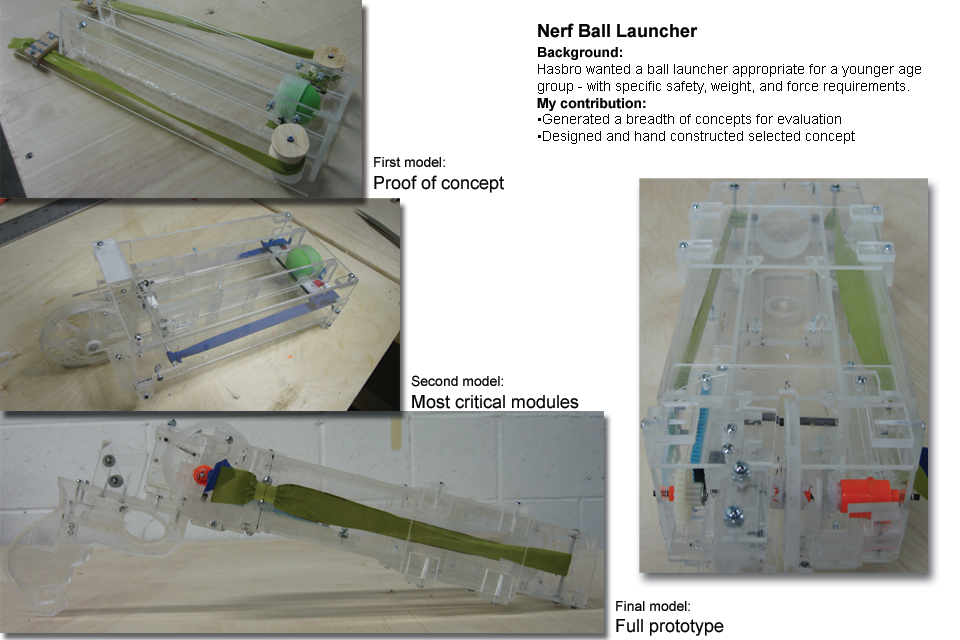 Nerf Ball Launcher
Background:
Hasbro wanted a ball launcher appropriate for a younger age
group - with specific safety, weight, and force requirements.
My contribution:
•Generated a breadth of concepts for evaluation
•Designed and hand constructed selected concept
First model:
Proof of concept
Second model:
Most critical modules
Final model:
Full prototype